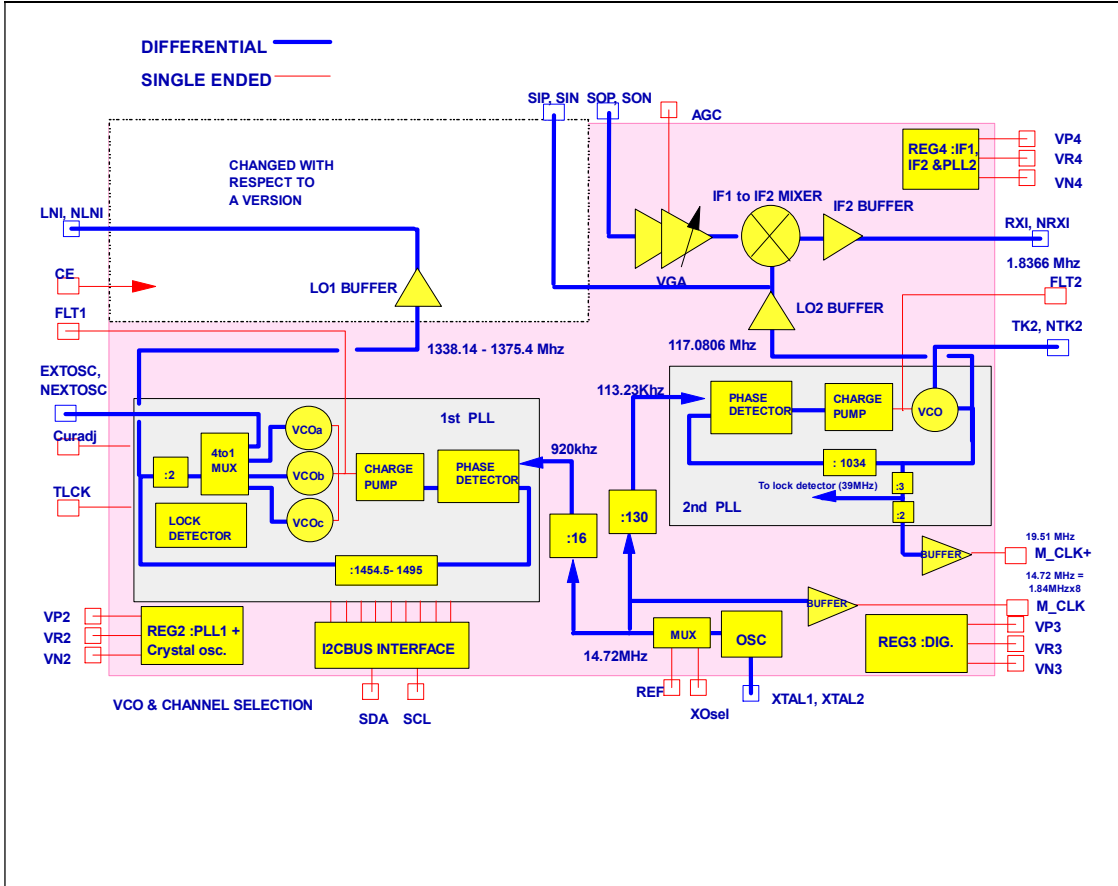 DIFFERENTIAL
SINGLE ENDED
SIP, SIN
SOP, SON
AGC
CHANGED WITH
RESPECT TO
A VERSION
REG4 :IF1,
IF2 &PLL2
VP4
VR4
VN4
LNI, NLNI
IF1 to IF2 MIXER
IF2 BUFFER
RXI, NRXI
1.8366 Mhz
CE
LO1 BUFFER
VGA
FLT2
FLT1
LO2 BUFFER
TK2, NTK2
1338.14 - 1375.4 Mhz
117.0806 Mhz
EXTOSC,
NEXTOSC
113.23Khz
PHASE
DETECTOR
CHARGE
PUMP
VCO
Curadj
1st PLL
VCOa
4to1
MUX
920khz
:2
VCOb
CHARGE
PUMP
PHASE
DETECTOR
: 1034
To lock detector (39MHz)
:3
TLCK
VCOc
LOCK
DETECTOR
:130
2nd PLL
:2
:16
19.51 MHz
BUFFER
M_CLK+
:1454.5- 1495
14.72 MHz =
1.84MHzx8
BUFFER
M_CLK
VP2
VR2
VN2
REG2 :PLL1 +
Crystal osc.
I2CBUS INTERFACE
MUX
OSC
14.72MHz
REG3 :DIG.
VP3
VR3
VN3
REF
XOsel
XTAL1, XTAL2
VCO & CHANNEL SELECTION
SDA
SCL